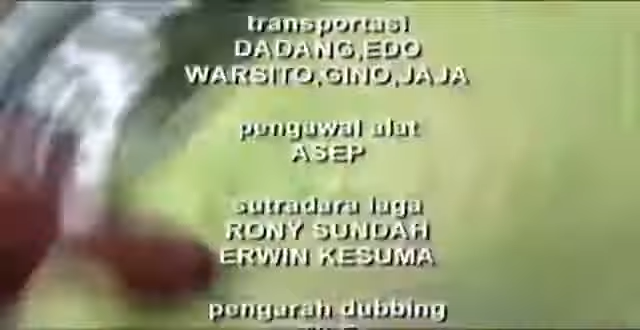 transportasi
DADANG,EDO
WARSITO,GINO,JAJA
pengawal alat
ASEP
sutradara laga
RONY SUNDAH
ERWIN KESUMA
pengarah dubbing